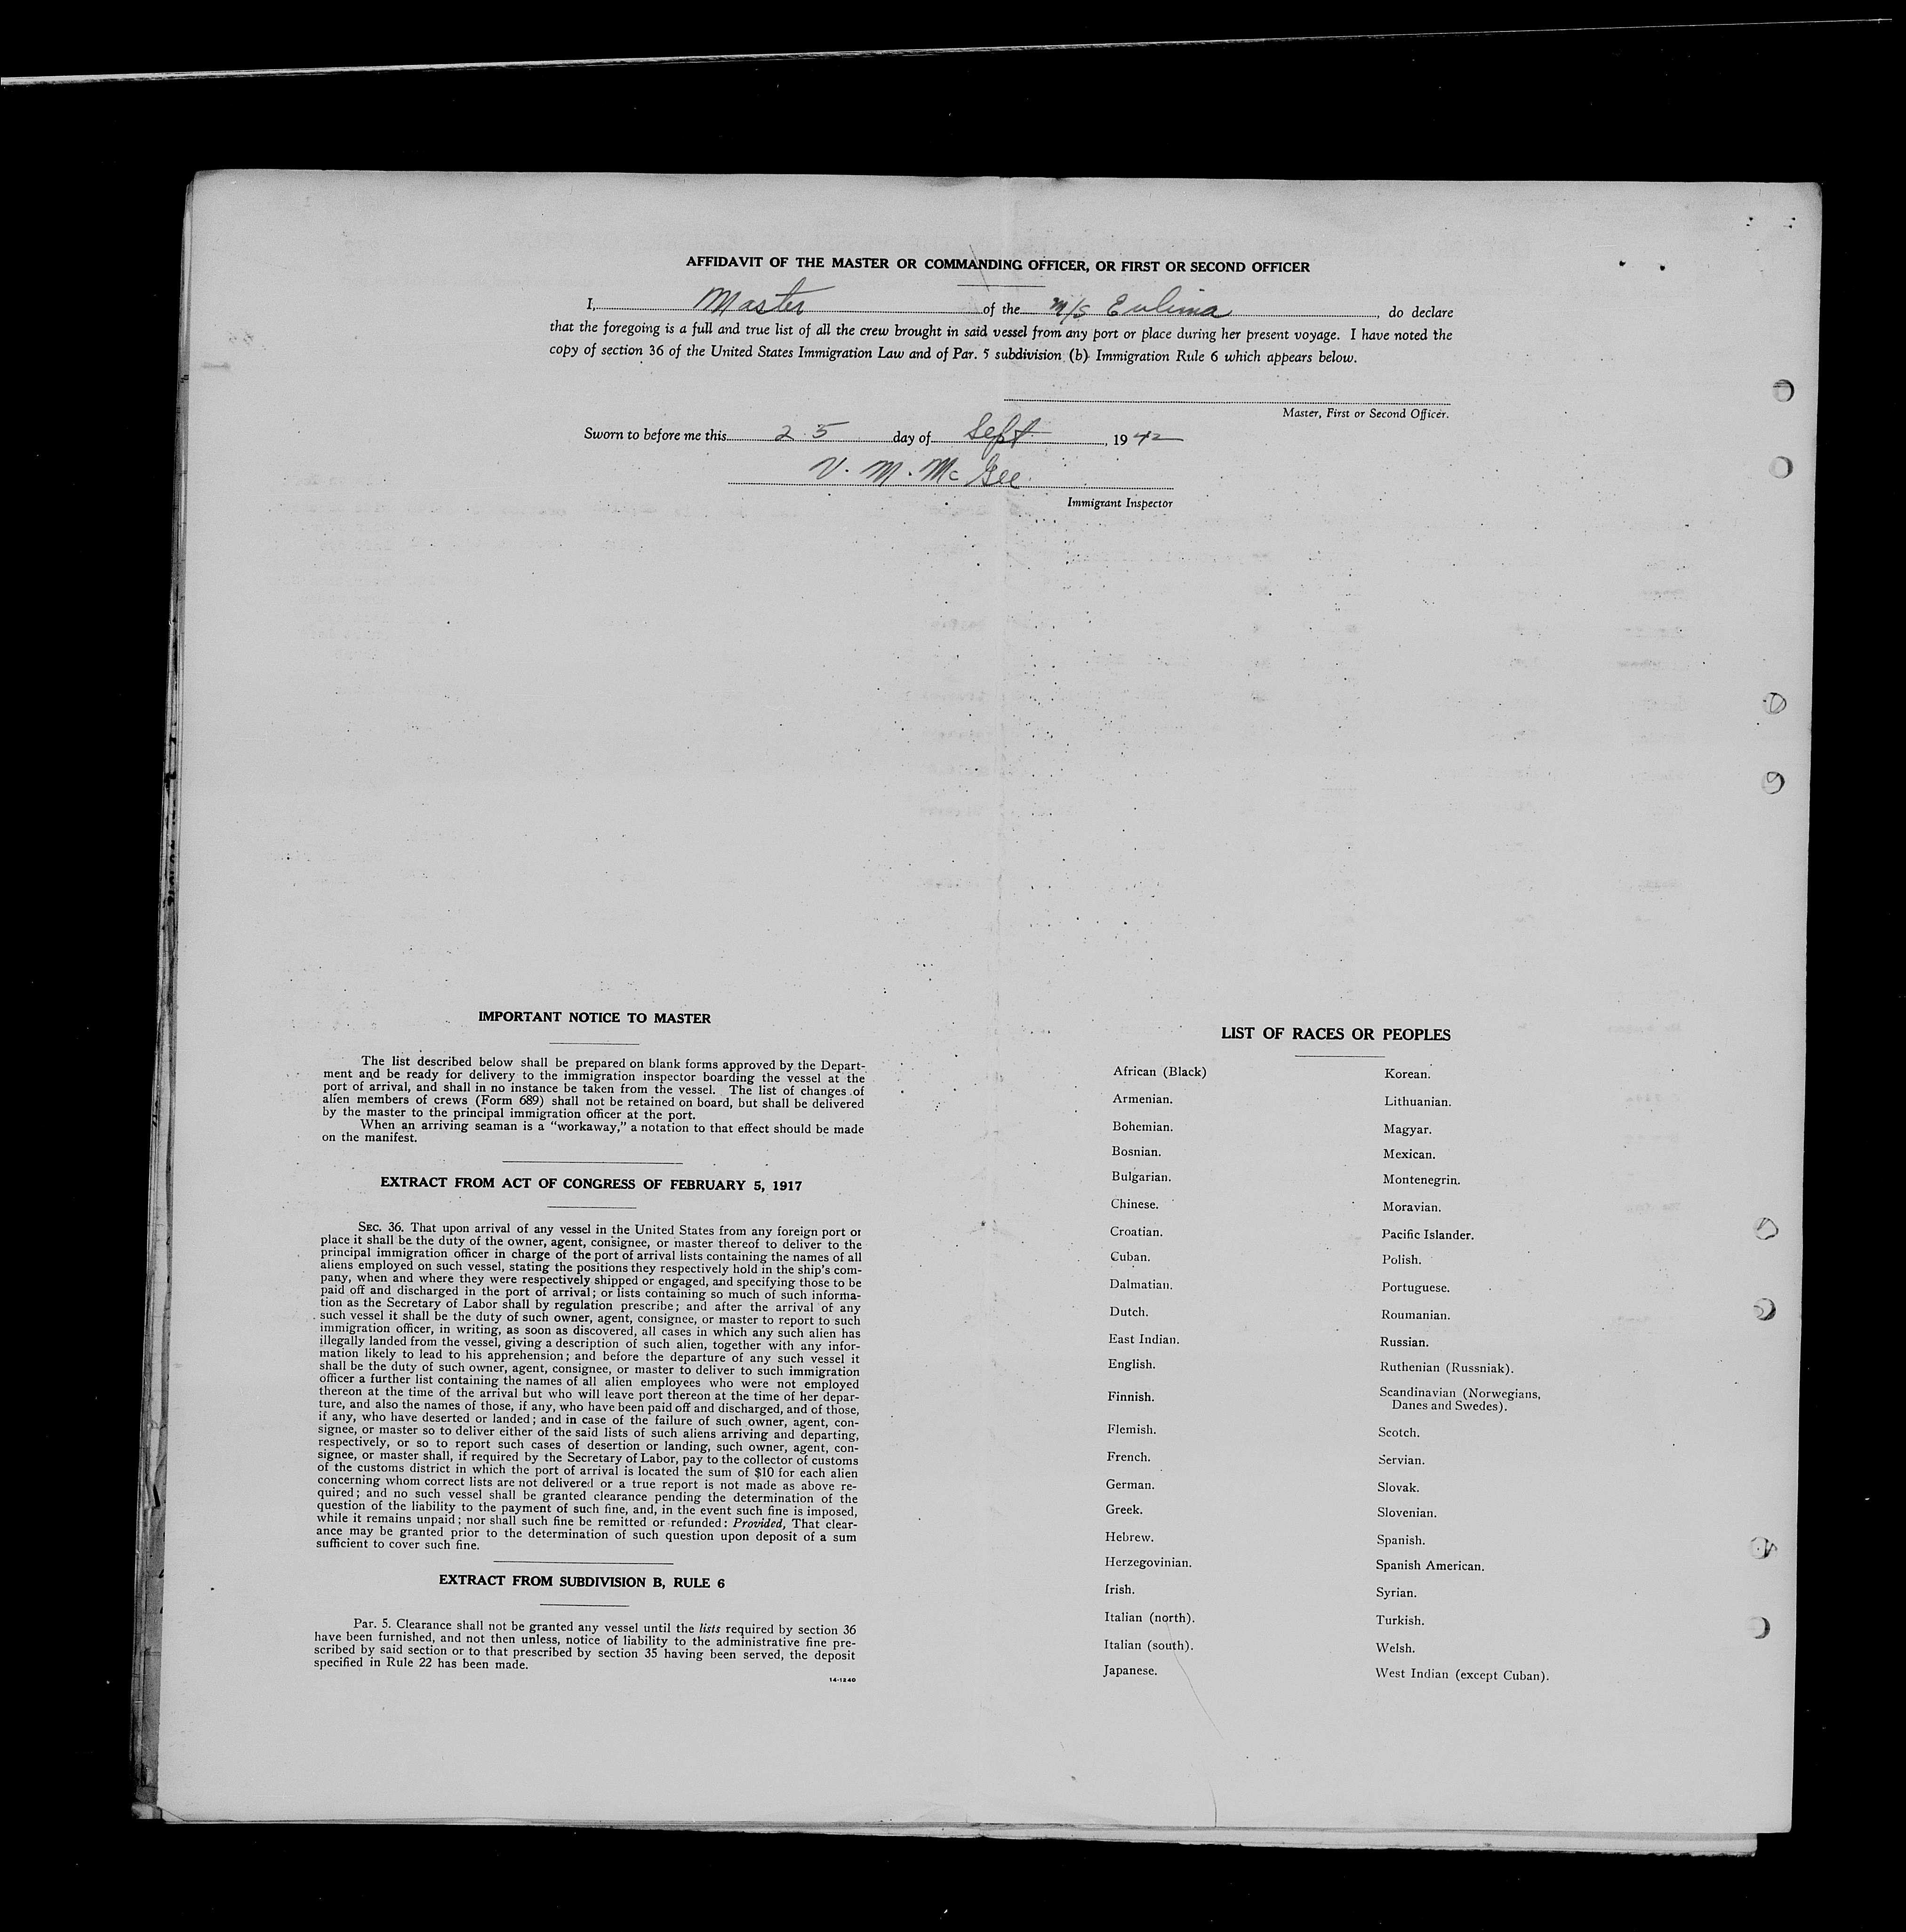 AFFIDAVIT OF THE MASTER OR COMMANDING OFFICER, OR FIRST OR SECOND OFFICER
I, Master of the M/S Eulima, do declare
that the foregoing is a full and true list of all the crew brought in said vessel from any port or place during her present voyage. I have noted the
copy of section 36 of the United States Immigration Law and of Par. 5 subdivision (b) Immigration Rule 6 which appears below.
Master, First or Second Officer.
Sworn to before me this 25 day of Sept., 1942
V. M. McGee
Immigrant Inspector
IMPORTANT NOTICE TO MASTER
The list described below shall be prepared on blank forms approved by the Depart-
ment and be ready for delivery to the immigration inspector boarding the vessel at the
port of arrival, and shall in no instance be taken from the vessel. The list of changes of
alien members of crews (Form 689) shall not be retained on board, but shall be delivered
by the master to the principal immigration officer at the port.
When an arriving seaman is a "workaway," a notation to that effect should be made
on the manifest.
EXTRACT FROM ACT OF CONGRESS OF FEBRUARY 5, 1917
SEC. 36. That upon arrival of any vessel in the United States from any foreign port or
place it shall be the duty of the owner, agent, consignee, or master thereof to deliver to the
principal immigration officer in charge of the port of arrival lists containing the names of all
aliens employed on such vessel, stating the positions they respectively hold in the ship's com-
pany, when and where they were respectively shipped or engaged, and specifying those to be
paid off and discharged in the port of arrival; or lists containing so much of such informa-
tion as the Secretary of Labor shall by regulation prescribe; and after the arrival of any
such vessel it shall be the duty of such owner, agent, consignee, or master to report to such
immigration officer, in writing, as soon as discovered, all cases in which any such alien has
illegally landed from the vessel, giving a description of such alien, together with any infor-
mation likely to lead to his apprehension; and before the departure of any such vessel it
shall be the duty of such owner, agent, consignee, or master to deliver to such immigration
officer a further list containing the names of all alien employees who were not employed
thereon at the time of the arrival but who will leave port thereon at the time of her depar-
ture, and also the names of those, if any, who have been paid off and discharged, and of those,
if any, who have deserted or landed; and in case of the failure of such owner, agent, con-
signee, or master so to deliver either of the said lists of such aliens arriving and departing,
respectively, or so to report such cases of desertion or landing, such owner, agent, con-
signee, or master shall, if required by the Secretary of Labor, pay to the collector of customs
of the customs district in which the port of arrival is located the sum of $10 for each alien
concerning whom correct lists are not delivered or a true report is not made as above re-
quired; and no such vessel shall be granted clearance pending the determination of the
question of the liability to the payment of such fine, and, in the event such fine is imposed,
while it remains unpaid; nor shall such fine be remitted or refunded: Provided, That clear-
ance may be granted prior to the determination of such question upon deposit of a sum
sufficient to cover such fine.
EXTRACT FROM SUBDIVISION B, RULE 6
Par. 5. Clearance shall not be granted any vessel until the lists required by section 36
have been furnished, and not then unless, notice of liability to the administrative fine pre-
scribed by said section or to that prescribed by section 35 having been served, the deposit
specified in Rule 22 has been made.
14-1240
LIST OF RACES OR PEOPLES
African (Black)
Armenian.
Bohemian.
Bosnian.
Bulgarian.
Chinese.
Croatian.
Cuban.
Dalmatian.
Dutch.
East Indian.
English.
Finnish.
Flemish.
French.
German.
Greek.
Hebrew.
Herzegovinian.
Irish.
Italian (north).
Italian (south).
Japanese.
Korean.
Lithuanian.
Magyar.
Mexican.
Montenegrin.
Moravian.
Pacific Islander.
Polish.
Portuguese.
Roumanian.
Russian.
Ruthenian (Russniak).
Scandinavian (Norwegians,
Danes and Swedes).
Scotch.
Servian.
Slovak.
Slovenian.
Spanish.
Spanish American.
Syrian.
Turkish.
Welsh.
West Indian (except Cuban).